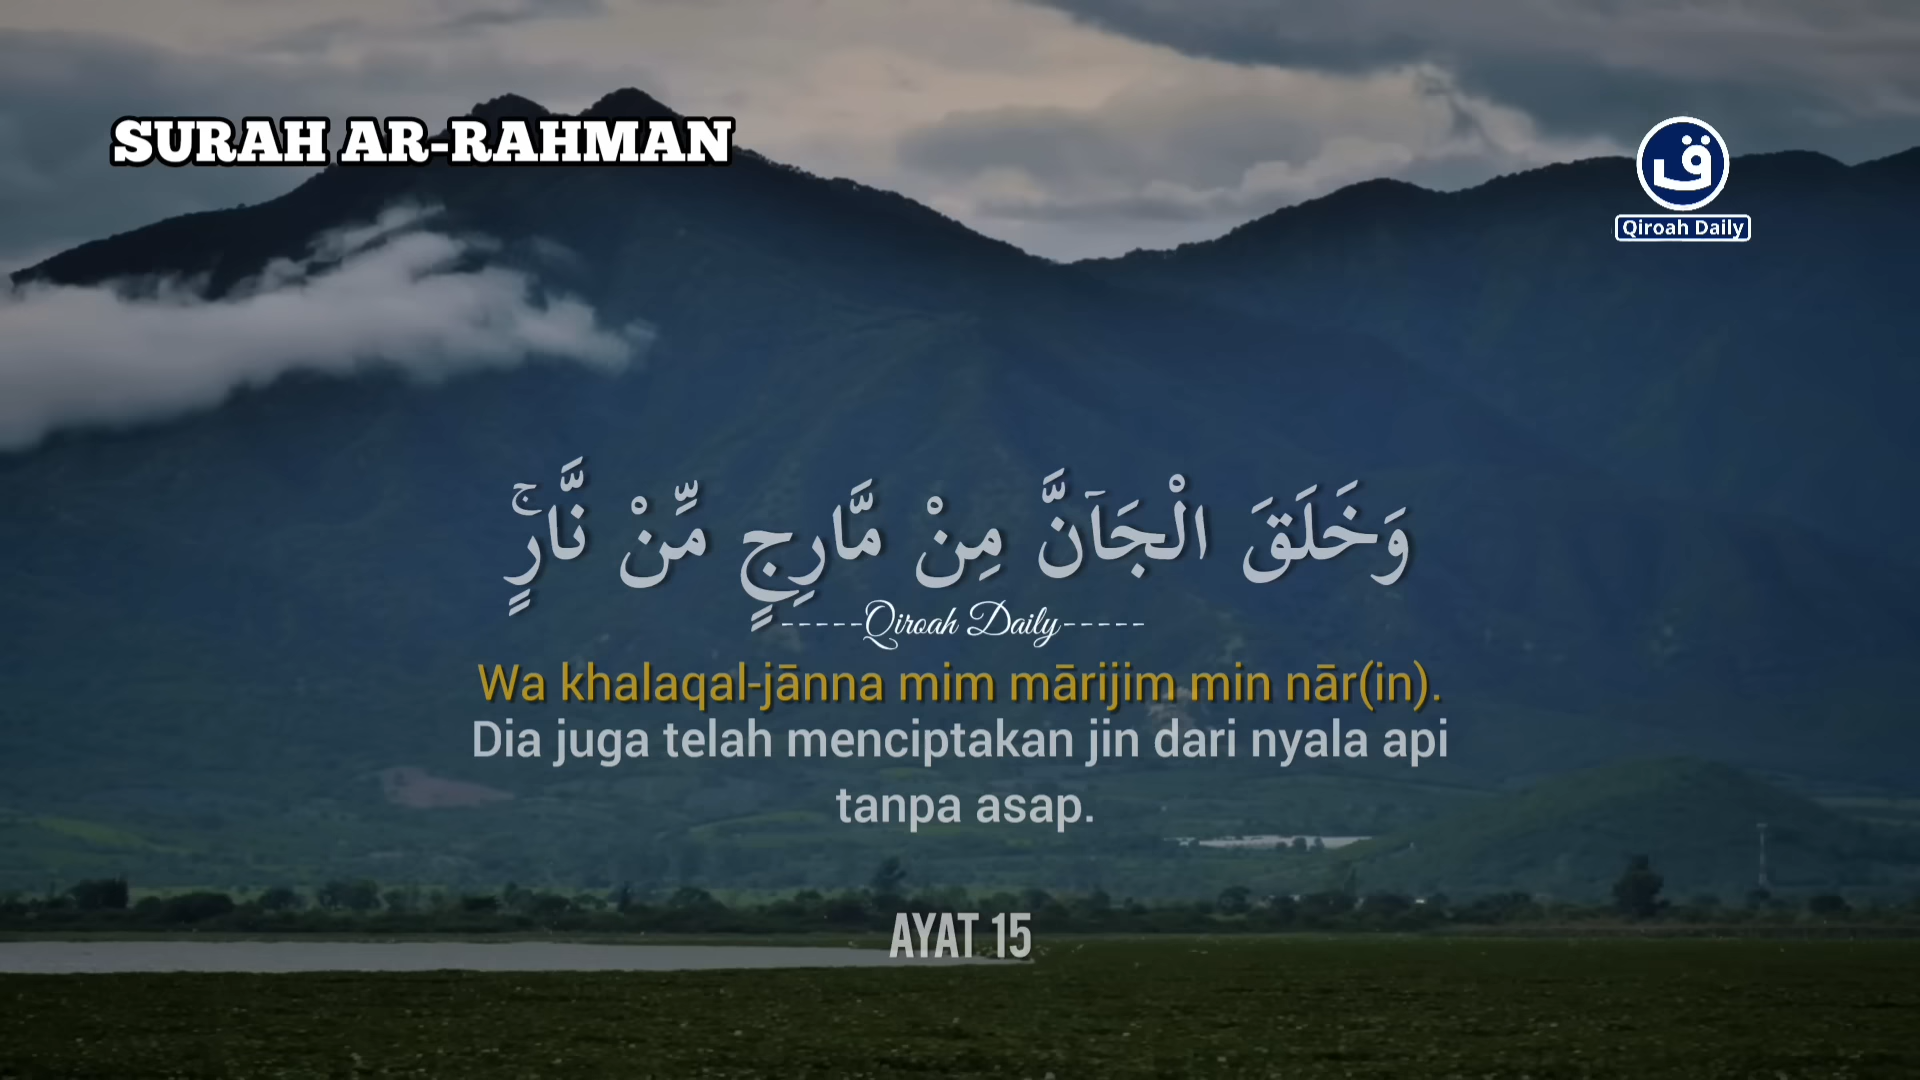 SURAH AR-RAHMAN
ق
Qiroah Daily
وَخَلَقَ الْجَاۤنَّ مِنْ مَّارِجٍ مِّنْ نَّارٍۚ
-----Qiroah Daily-----
Wa khalaqal-jānna mim mārijim min nār(in).
Dia juga telah menciptakan jin dari nyala api
tanpa asap.
AYAT 15